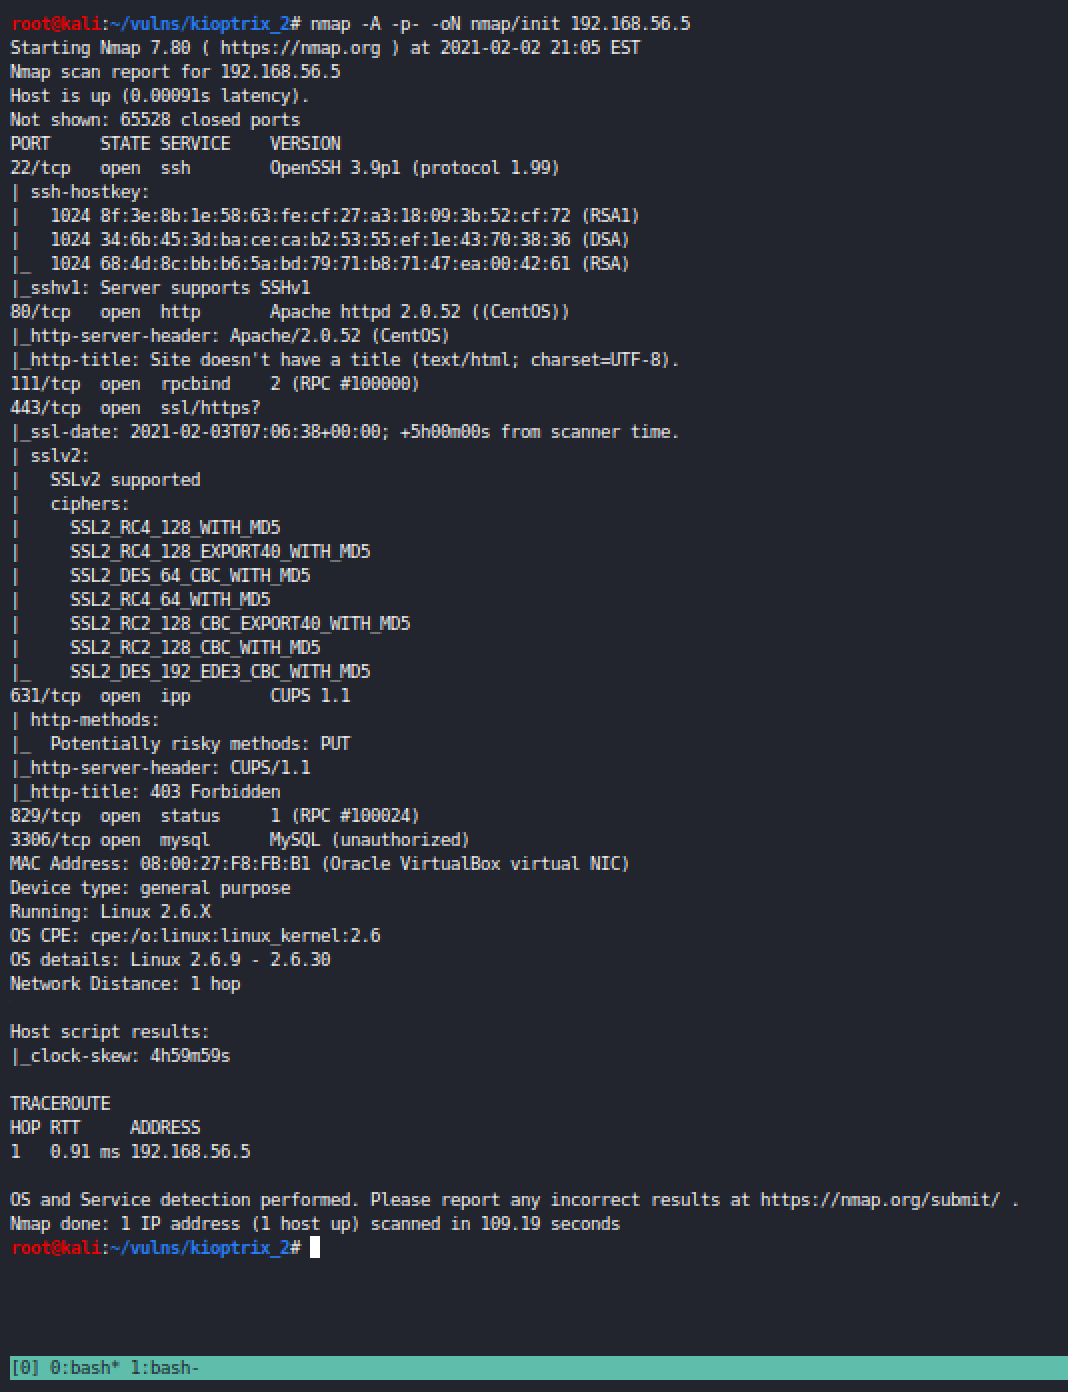 root@kali:~/vulns/kioptrix_2# nmap -A -p- -oN nmap/init 192.168.56.5
Starting Nmap 7.80 ( https://nmap.org ) at 2021-02-02 21:05 EST
Nmap scan report for 192.168.56.5
Host is up (0.00091s latency).
Not shown: 65528 closed ports
PORT     STATE SERVICE    VERSION
22/tcp   open  ssh        OpenSSH 3.9p1 (protocol 1.99)
| ssh-hostkey:
|   1024 8f:3e:8b:1e:58:63:fe:cf:27:a3:18:09:3b:52:cf:72 (RSA1)
|   1024 34:6b:45:3d:ba:ce:ca:b2:53:55:ef:1e:43:70:38:36 (DSA)
|_  1024 68:4d:8c:bb:b6:5a:bd:79:71:b8:71:47:ea:00:42:61 (RSA)
|_sshv1: Server supports SSHv1
80/tcp   open  http       Apache httpd 2.0.52 ((CentOS))
|_http-server-header: Apache/2.0.52 (CentOS)
|_http-title: Site doesn't have a title (text/html; charset=UTF-8).
111/tcp  open  rpcbind    2 (RPC #100000)
443/tcp  open  ssl/https?
|_ssl-date: 2021-02-03T07:06:38+00:00; +5h00m00s from scanner time.
| sslv2:
|   SSLv2 supported
|   ciphers:
|     SSL2_RC4_128_WITH_MD5
|     SSL2_RC4_128_EXPORT40_WITH_MD5
|     SSL2_DES_64_CBC_WITH_MD5
|     SSL2_RC4_64_WITH_MD5
|     SSL2_RC2_128_CBC_EXPORT40_WITH_MD5
|     SSL2_RC2_128_CBC_WITH_MD5
|_    SSL2_DES_192_EDE3_CBC_WITH_MD5
631/tcp  open  ipp        CUPS 1.1
| http-methods:
|_  Potentially risky methods: PUT
|_http-server-header: CUPS/1.1
|_http-title: 403 Forbidden
829/tcp  open  status     1 (RPC #100024)
3306/tcp open  mysql      MySQL (unauthorized)
MAC Address: 08:00:27:F8:FB:B1 (Oracle VirtualBox virtual NIC)
Device type: general purpose
Running: Linux 2.6.X
OS CPE: cpe:/o:linux:linux_kernel:2.6
OS details: Linux 2.6.9 - 2.6.30
Network Distance: 1 hop

Host script results:
|_clock-skew: 4h59m59s

TRACEROUTE
HOP RTT     ADDRESS
1   0.91 ms 192.168.56.5

OS and Service detection performed. Please report any incorrect results at https://nmap.org/submit/ .
Nmap done: 1 IP address (1 host up) scanned in 109.19 seconds
root@kali:~/vulns/kioptrix_2#
[0] 0:bash* 1:bash-